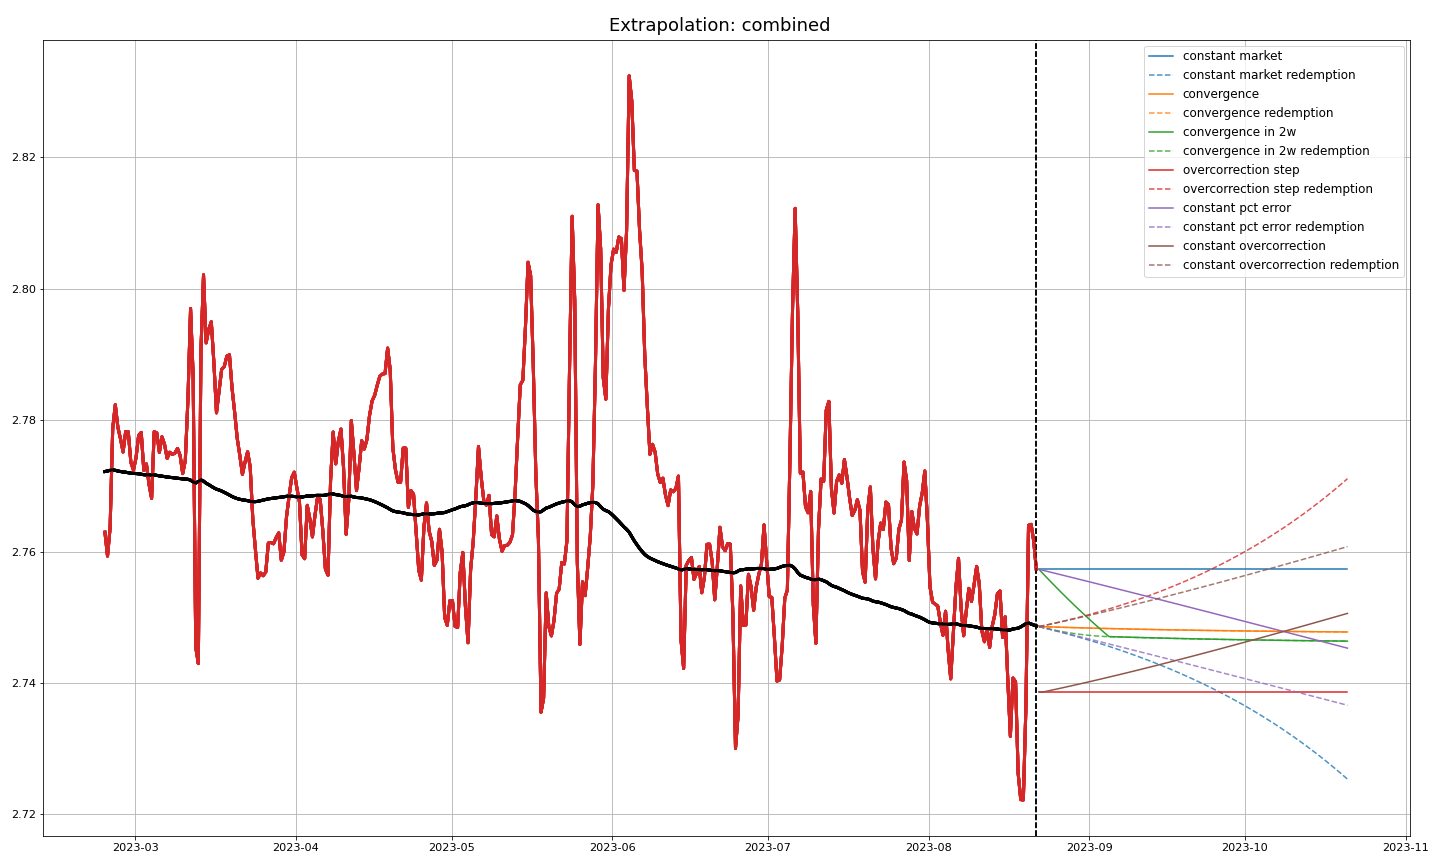 Extrapolation: combined
constant market
constant market redemption
convergence
convergence redemption
convergence in 2w
convergence in 2w redemption
overcorrection step
overcorrection step redemption
constant pct error
constant pct error redemption
constant overcorrection
constant overcorrection redemption
2.82
2.80
2.78
2.76
2.74
2.72
2023-03 2023-04 2023-05 2023-06 2023-07 2023-08 2023-09 2023-10 2023-11